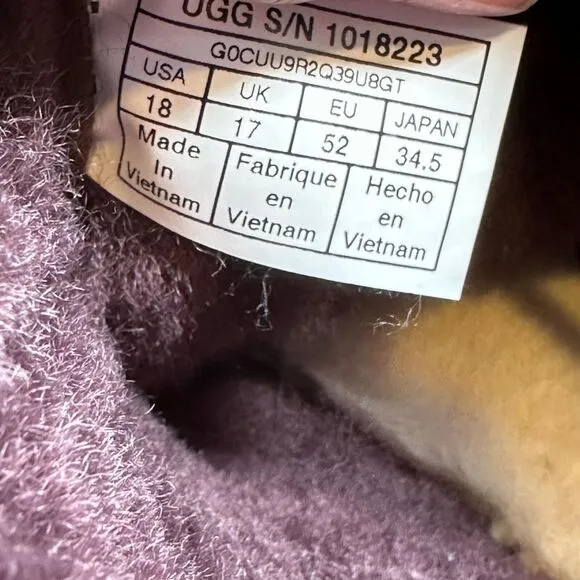 UGG S/N 1018223
G0CUU9R2Q39U8GT
USA UK EU JAPAN
18 17 52 34.5
Made In Vietnam
Fabrique en Vietnam
Hecho en Vietnam